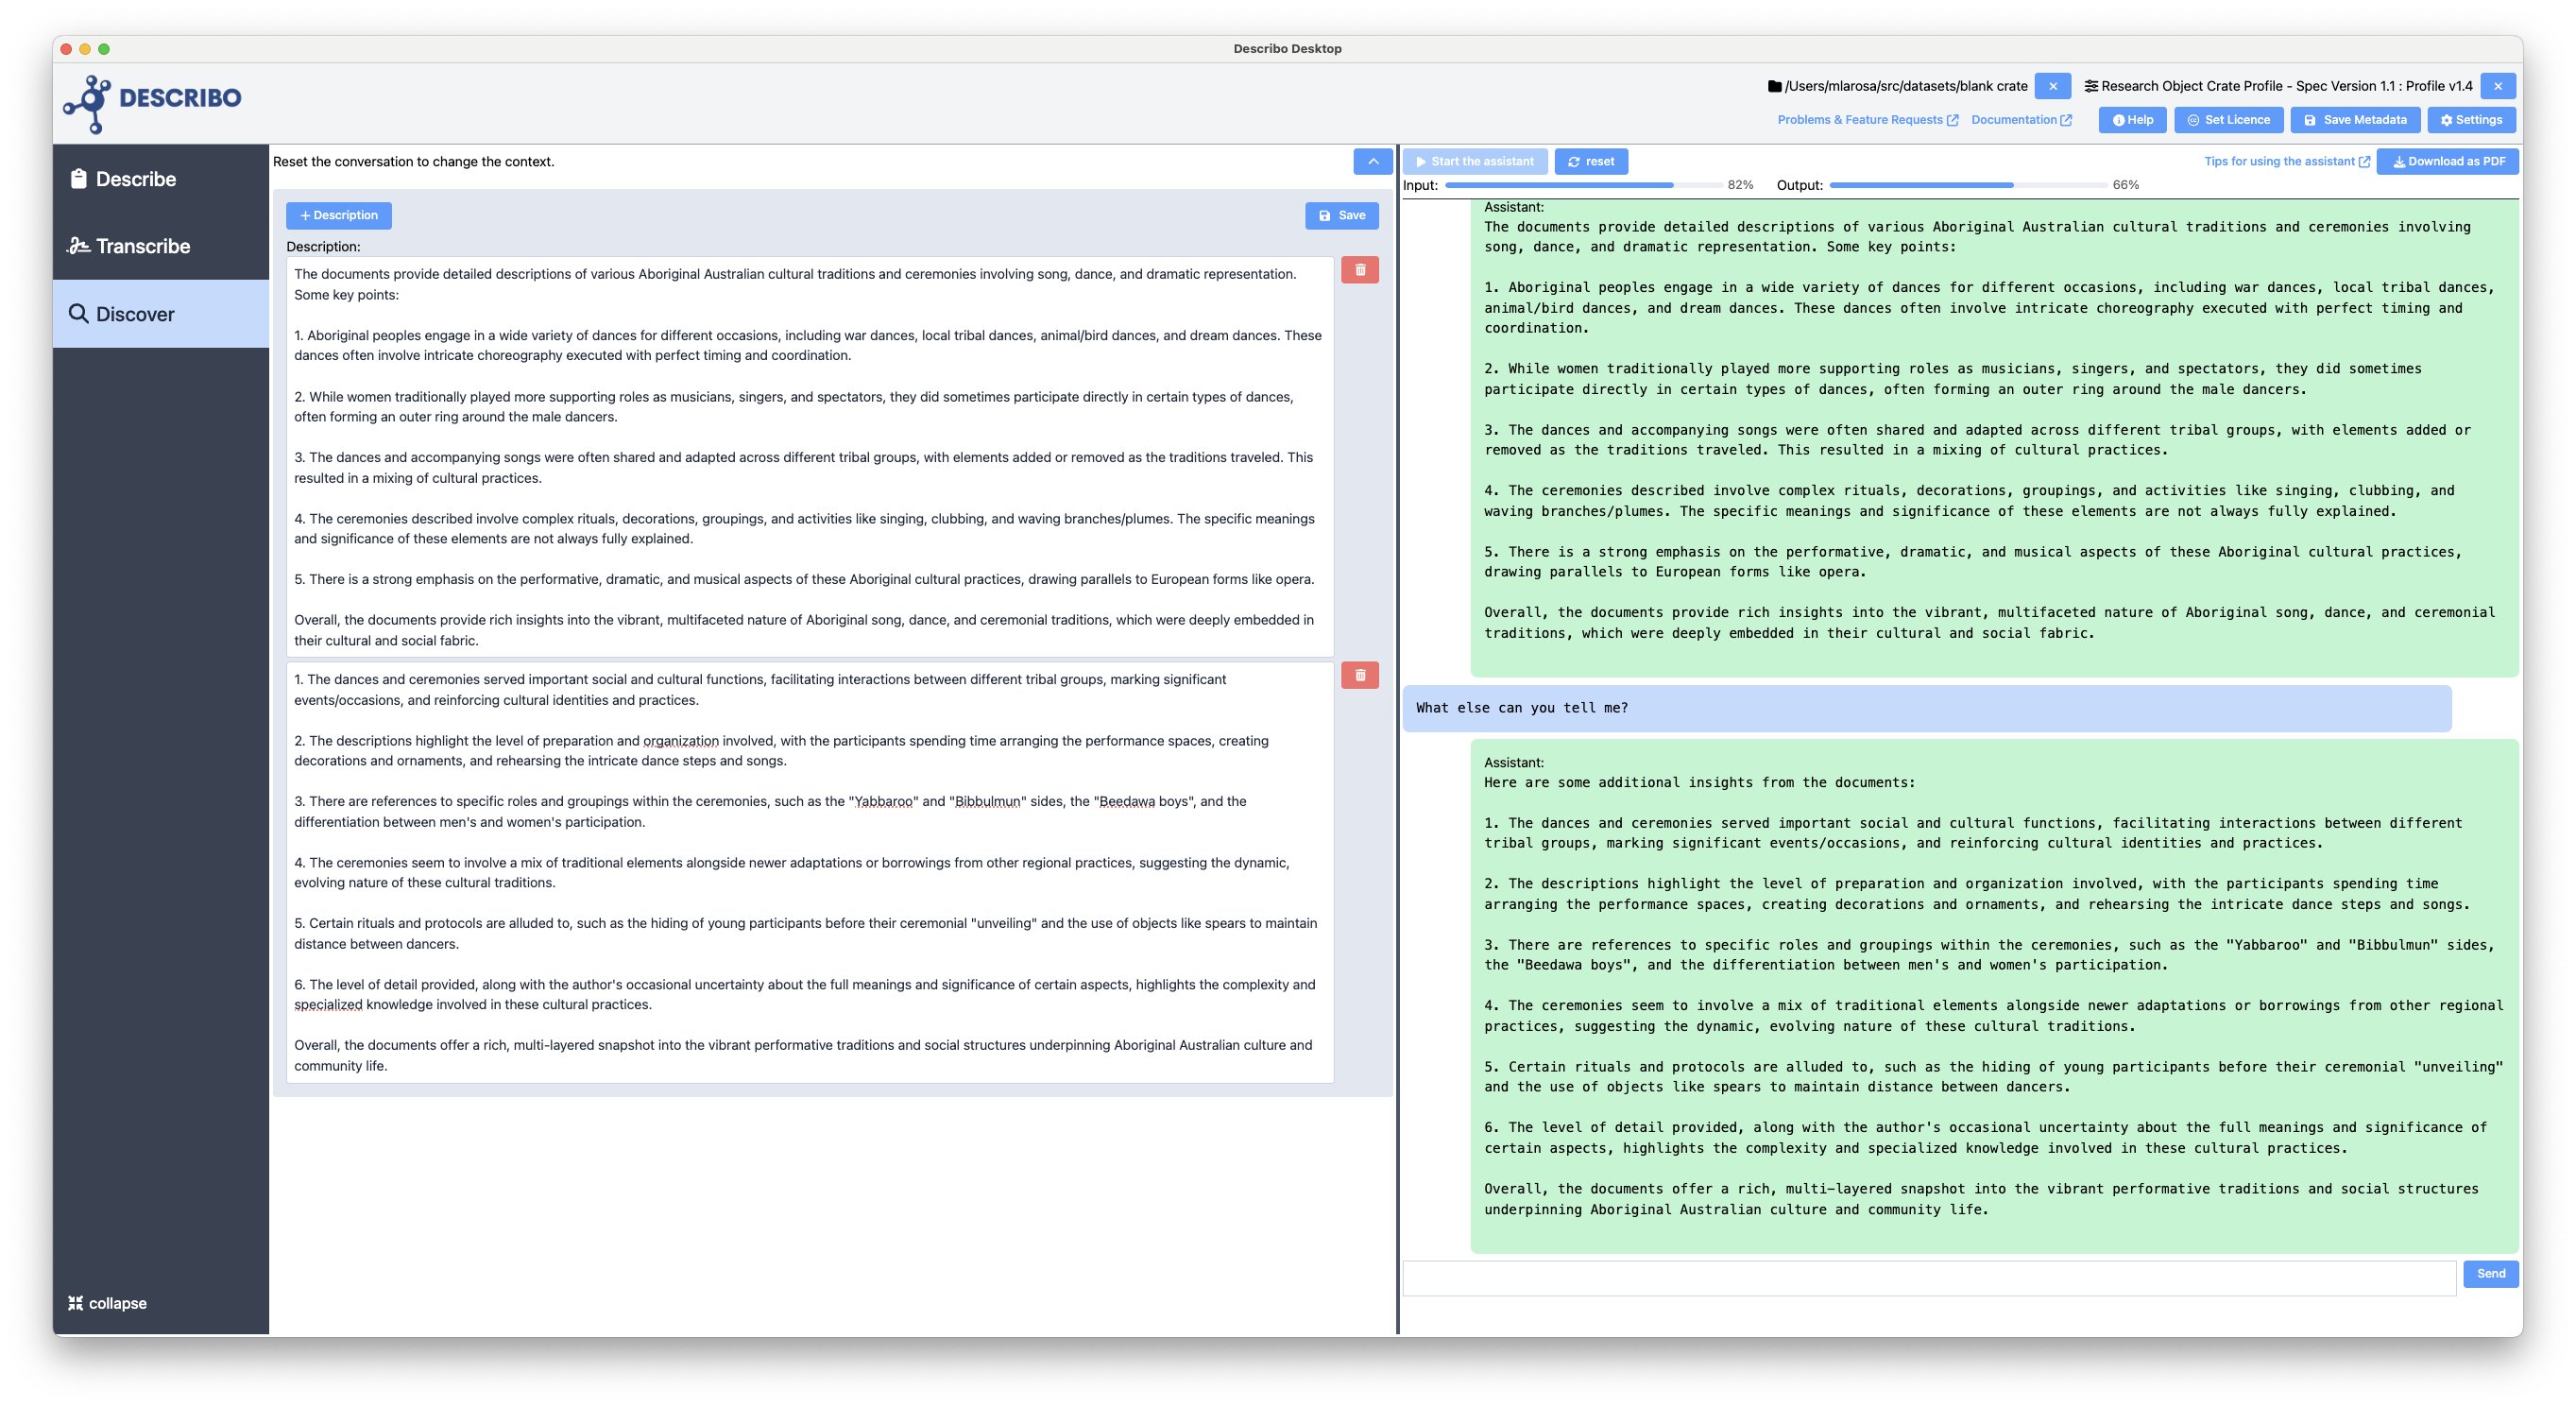 Describo Desktop
DESCRIBO
/Users/mlarosa/src/datasets/blank crate
Research Object Crate Profile - Spec Version 1.1 : Profile v1.4
Problems & Feature Requests
Documentation
Help
Set Licence
Save Metadata
Settings
Describe
Transcribe
Discover
collapse
Reset the conversation to change the context.
+ Description
Save
Description:
The documents provide detailed descriptions of various Aboriginal Australian cultural traditions and ceremonies involving song, dance, and dramatic representation.
Some key points:
1. Aboriginal peoples engage in a wide variety of dances for different occasions, including war dances, local tribal dances, animal/bird dances, and dream dances. These
dances often involve intricate choreography executed with perfect timing and coordination.
2. While women traditionally played more supporting roles as musicians, singers, and spectators, they did sometimes participate directly in certain types of dances,
often forming an outer ring around the male dancers.
3. The dances and accompanying songs were often shared and adapted across different tribal groups, with elements added or removed as the traditions traveled. This
resulted in a mixing of cultural practices.
4. The ceremonies described involve complex rituals, decorations, groupings, and activities like singing, clubbing, and waving branches/plumes. The specific meanings
and significance of these elements are not always fully explained.
5. There is a strong emphasis on the performative, dramatic, and musical aspects of these Aboriginal cultural practices, drawing parallels to European forms like opera.
Overall, the documents provide rich insights into the vibrant, multifaceted nature of Aboriginal song, dance, and ceremonial traditions, which were deeply embedded in
their cultural and social fabric.
1. The dances and ceremonies served important social and cultural functions, facilitating interactions between different tribal groups, marking significant
events/occasions, and reinforcing cultural identities and practices.
2. The descriptions highlight the level of preparation and organization involved, with the participants spending time arranging the performance spaces, creating
decorations and ornaments, and rehearsing the intricate dance steps and songs.
3. There are references to specific roles and groupings within the ceremonies, such as the "Yabbaroo" and "Bibbulmun" sides, the "Beedawa boys", and the
differentiation between men's and women's participation.
4. The ceremonies seem to involve a mix of traditional elements alongside newer adaptations or borrowings from other regional practices, suggesting the dynamic,
evolving nature of these cultural traditions.
5. Certain rituals and protocols are alluded to, such as the hiding of young participants before their ceremonial "unveiling" and the use of objects like spears to maintain
distance between dancers.
6. The level of detail provided, along with the author's occasional uncertainty about the full meanings and significance of certain aspects, highlights the complexity and
specialized knowledge involved in these cultural practices.
Overall, the documents offer a rich, multi-layered snapshot into the vibrant performative traditions and social structures underpinning Aboriginal Australian culture and
community life.
Start the assistant
reset
Tips for using the assistant
Download as PDF
Input: 82% Output: 66%
Assistant:
The documents provide detailed descriptions of various Aboriginal Australian cultural traditions and ceremonies involving
song, dance, and dramatic representation. Some key points:
1. Aboriginal peoples engage in a wide variety of dances for different occasions, including war dances, local tribal dances,
animal/bird dances, and dream dances. These dances often involve intricate choreography executed with perfect timing and
coordination.
2. While women traditionally played more supporting roles as musicians, singers, and spectators, they did sometimes
participate directly in certain types of dances, often forming an outer ring around the male dancers.
3. The dances and accompanying songs were often shared and adapted across different tribal groups, with elements added or
removed as the traditions traveled. This resulted in a mixing of cultural practices.
4. The ceremonies described involve complex rituals, decorations, groupings, and activities like singing, clubbing, and
waving branches/plumes. The specific meanings and significance of these elements are not always fully explained.
5. There is a strong emphasis on the performative, dramatic, and musical aspects of these Aboriginal cultural practices,
drawing parallels to European forms like opera.
Overall, the documents provide rich insights into the vibrant, multifaceted nature of Aboriginal song, dance, and ceremonial
traditions, which were deeply embedded in their cultural and social fabric.
What else can you tell me?
Assistant:
Here are some additional insights from the documents:
1. The dances and ceremonies served important social and cultural functions, facilitating interactions between different
tribal groups, marking significant events/occasions, and reinforcing cultural identities and practices.
2. The descriptions highlight the level of preparation and organization involved, with the participants spending time
arranging the performance spaces, creating decorations and ornaments, and rehearsing the intricate dance steps and songs.
3. There are references to specific roles and groupings within the ceremonies, such as the "Yabbaroo" and "Bibbulmun" sides,
the "Beedawa boys", and the differentiation between men's and women's participation.
4. The ceremonies seem to involve a mix of traditional elements alongside newer adaptations or borrowings from other regional
practices, suggesting the dynamic, evolving nature of these cultural traditions.
5. Certain rituals and protocols are alluded to, such as the hiding of young participants before their ceremonial "unveiling"
and the use of objects like spears to maintain distance between dancers.
6. The level of detail provided, along with the author's occasional uncertainty about the full meanings and significance of
certain aspects, highlights the complexity and specialized knowledge involved in these cultural practices.
Overall, the documents offer a rich, multi-layered snapshot into the vibrant performative traditions and social structures
underpinning Aboriginal Australian culture and community life.
Send